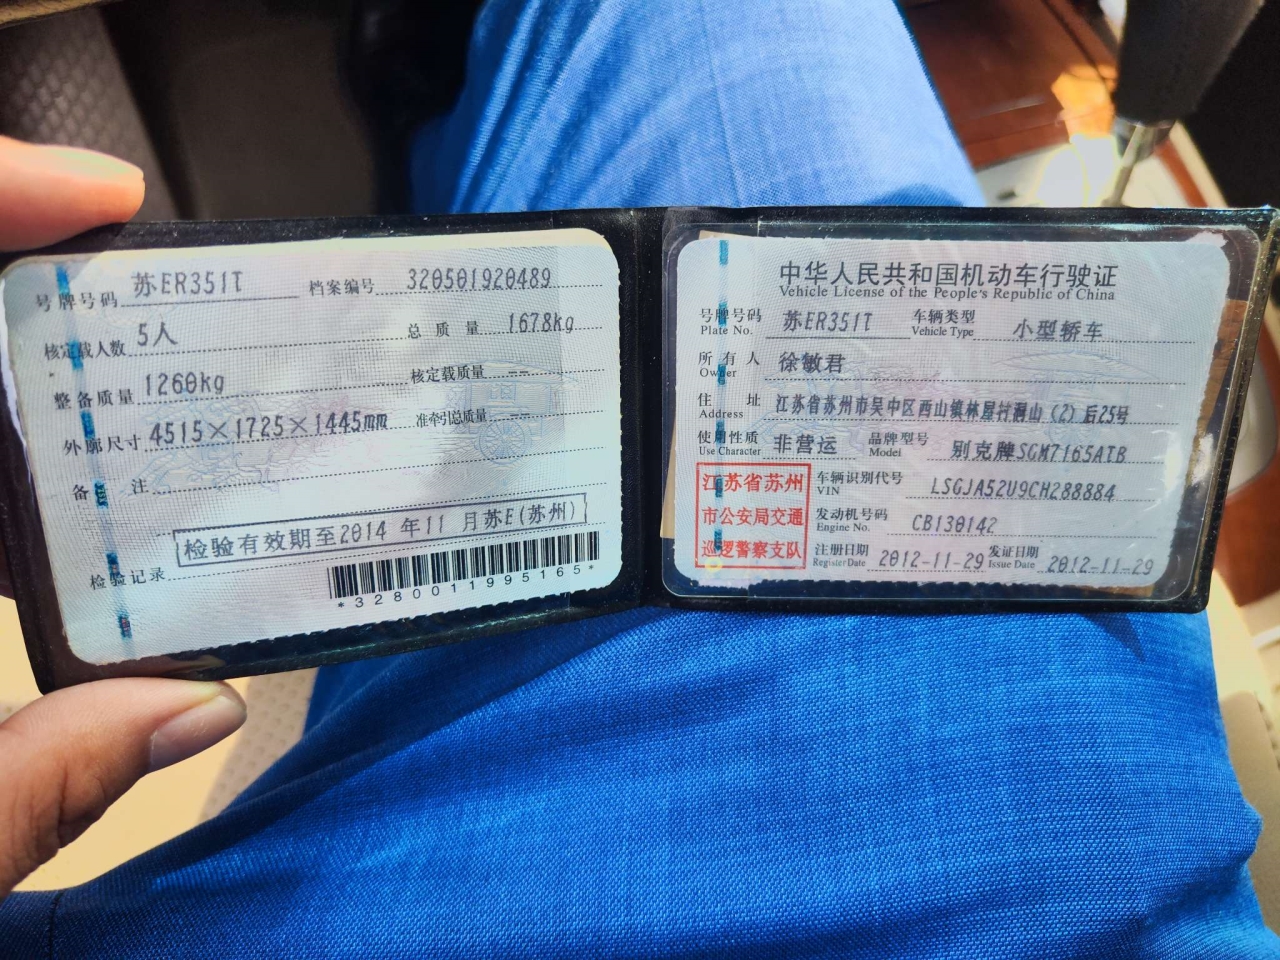 号牌号码 苏ER351T 档案编号 320501920489
核定载人数 5人 总质量 1678kg
整备质量 1260kg 核定载质量 --
外廓尺寸 4515×1725×1445mm 准牵引总质量 --
备注
检验有效期至2014 年11 月苏E(苏州)
检验记录
*3280011995165*
中华人民共和国机动车行驶证
Vehicle License of the People's Republic of China
号牌号码 苏ER351T 车辆类型 小型轿车
Plate No. Vehicle Type
所有人 徐敏君
Owner
住址 江苏省苏州市吴中区西山镇林屋村洞山(2)后25号
Address
使用性质 非营运 品牌型号 别克牌SGM7165ATB
Use Character Model
江苏省苏州
市公安局交通
巡逻警察支队
车辆识别代号 LSGJA52U9CH288884
VIN
发动机号码 CB130142
Engine No.
注册日期 2012-11-29 发证日期 2012-11-29
Register Date Issue Date